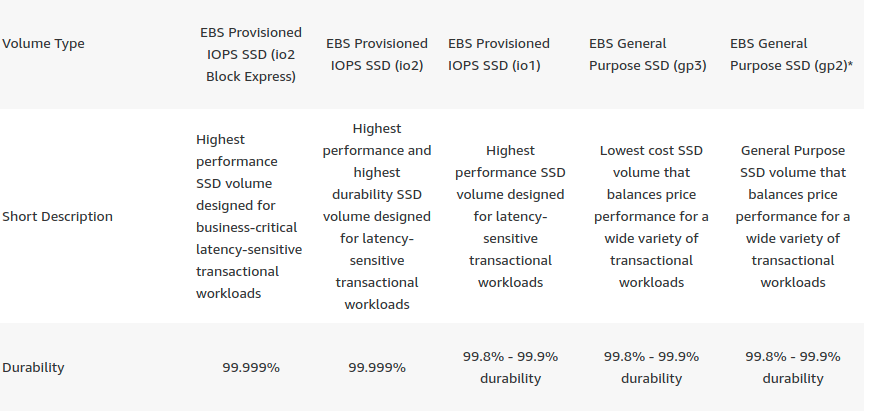 Volume Type
EBS Provisioned
IOPS SSD (io2
Block Express)
EBS Provisioned
IOPS SSD (io2)
EBS Provisioned
IOPS SSD (io1)
EBS General
Purpose SSD (gp3)
EBS General
Purpose SSD (gp2)*
Short Description
Highest
performance
SSD volume
designed for
business-critical
latency-sensitive
transactional
workloads
Highest
performance and
highest
durability SSD
volume designed
for latency-
sensitive
transactional
workloads
Highest
performance SSD
volume designed
for latency-
sensitive
transactional
workloads
Lowest cost SSD
volume that
balances price
performance for a
wide variety of
transactional
workloads
General Purpose
SSD volume that
balances price
performance for a
wide variety of
transactional
workloads
Durability
99.999%
99.999%
99.8% - 99.9%
durability
99.8% - 99.9%
durability
99.8% - 99.9%
durability